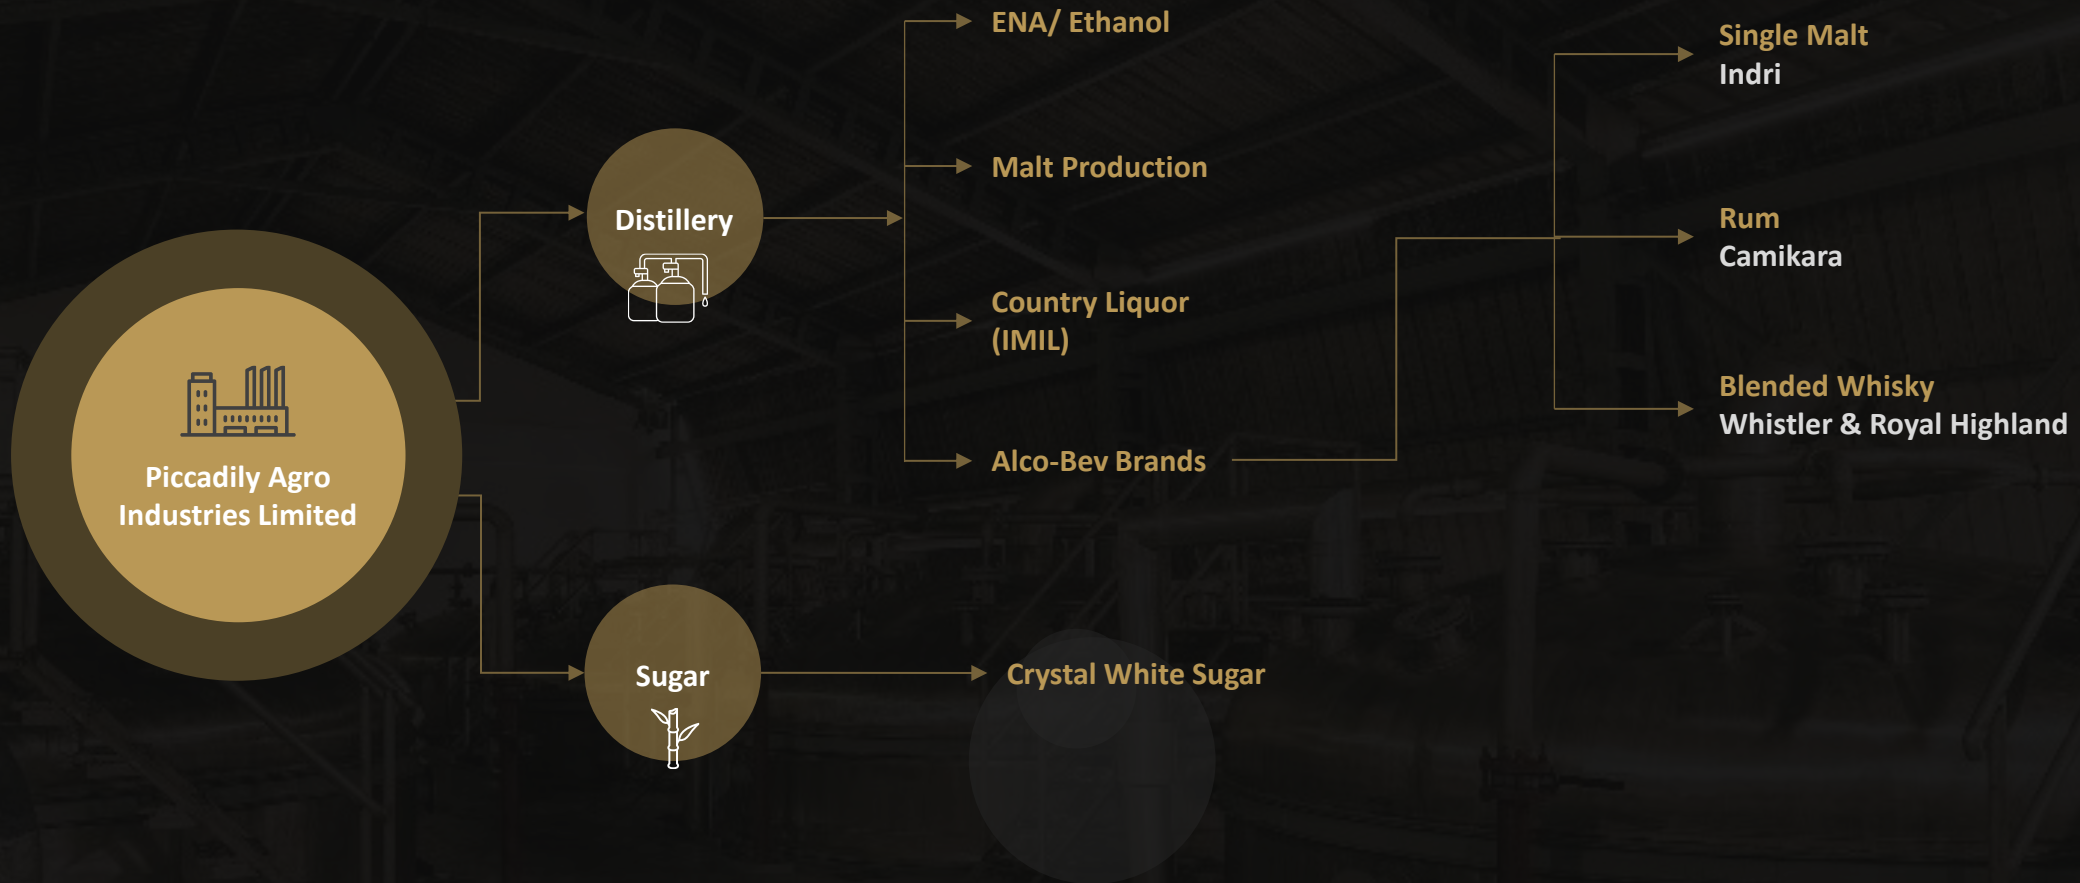 Piccadily Agro
Industries Limited
Distillery
ENA/ Ethanol
Malt Production
Country Liquor
(IMIL)
Alco-Bev Brands
Single Malt
Indri
Rum
Camikara
Blended Whisky
Whistler & Royal Highland
Sugar
Crystal White Sugar